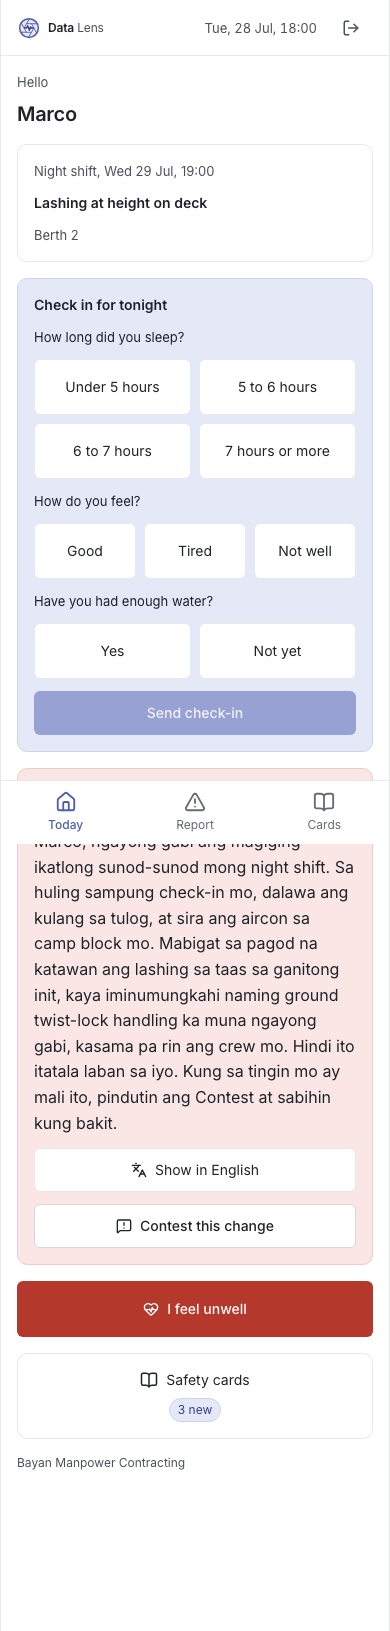 Data Lens
Tue, 28 Jul, 18:00
Hello
Marco
Night shift, Wed 29 Jul, 19:00
Lashing at height on deck
Berth 2
Check in for tonight
How long did you sleep?
Under 5 hours
5 to 6 hours
6 to 7 hours
7 hours or more
How do you feel?
Good
Tired
Not well
Have you had enough water?
Yes
Not yet
Send check-in
Today
Report
Cards
Marco, ngayong gabi ang magiging
ikatlong sunod-sunod mong night shift. Sa
huling sampung check-in mo, dalawa ang
kulang sa tulog, at sira ang aircon sa
camp block mo. Mabigat sa pagod na
katawan ang lashing sa taas sa ganitong
init, kaya iminumungkahi naming ground
twist-lock handling ka muna ngayong
gabi, kasama pa rin ang crew mo. Hindi ito
itatala laban sa iyo. Kung sa tingin mo ay
mali ito, pindutin ang Contest at sabihin
kung bakit.
Show in English
Contest this change
I feel unwell
Safety cards
3 new
Bayan Manpower Contracting